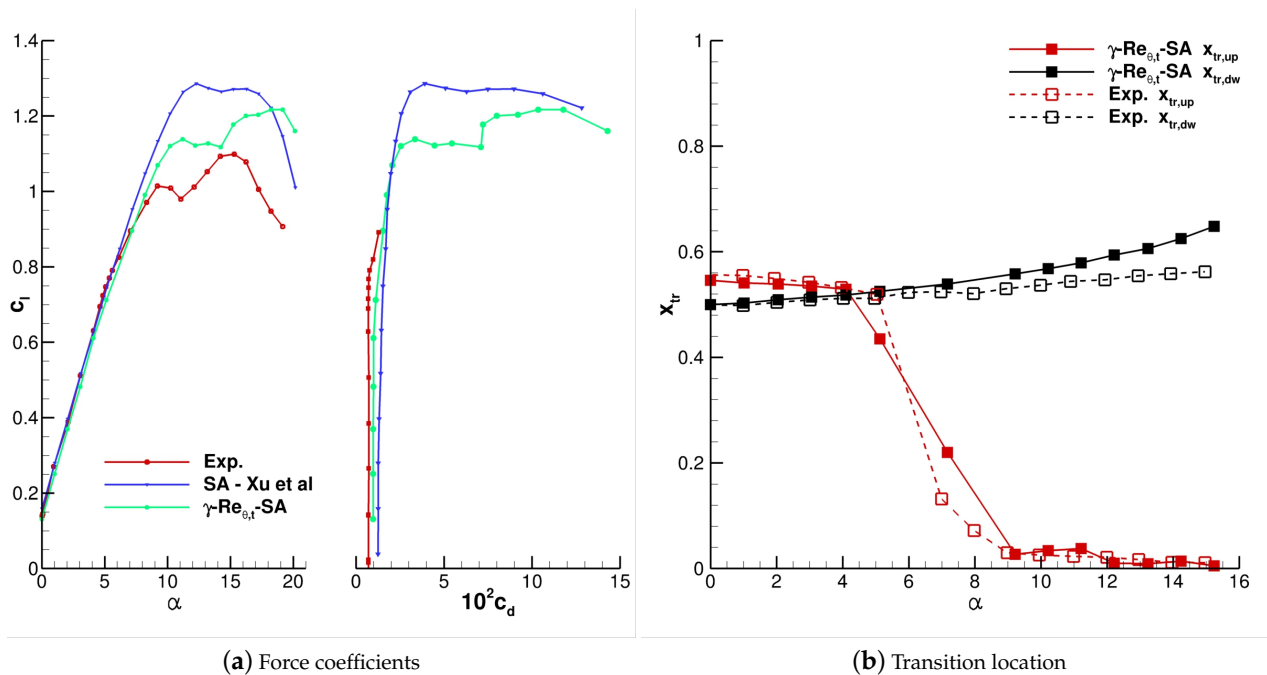 1.4
1.2
1
0.8
0.6
0.4
0.2
0
c_l
0 5 10 15 20
α
Exp.
SA - Xu et al
γ-Re_θ,t-SA
0 5 10 15
10²c_d
1
0.8
0.6
0.4
0.2
0
x_tr
0 2 4 6 8 10 12 14 16
α
γ-Re_θ,t-SA x_tr,up
γ-Re_θ,t-SA x_tr,dw
Exp. x_tr,up
Exp. x_tr,dw
(a) Force coefficients
(b) Transition location